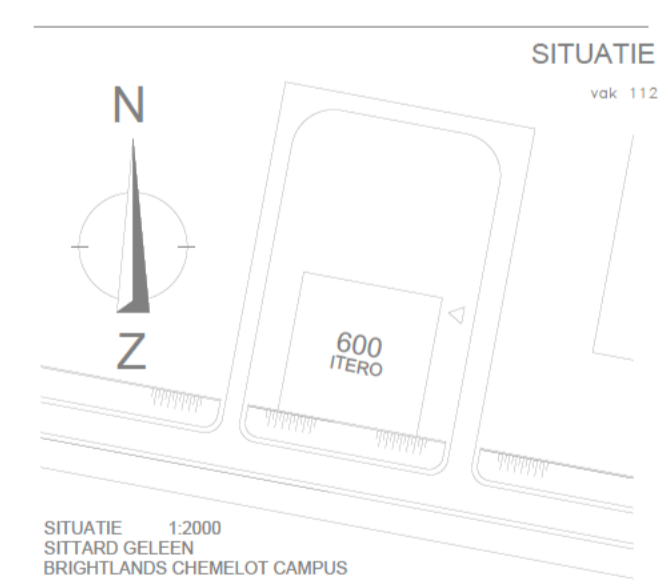 SITUATIE
vak 112
N
Z
600
ITERO
SITUATIE 1:2000
SITTARD GELEEN
BRIGHTLANDS CHEMELOT CAMPUS